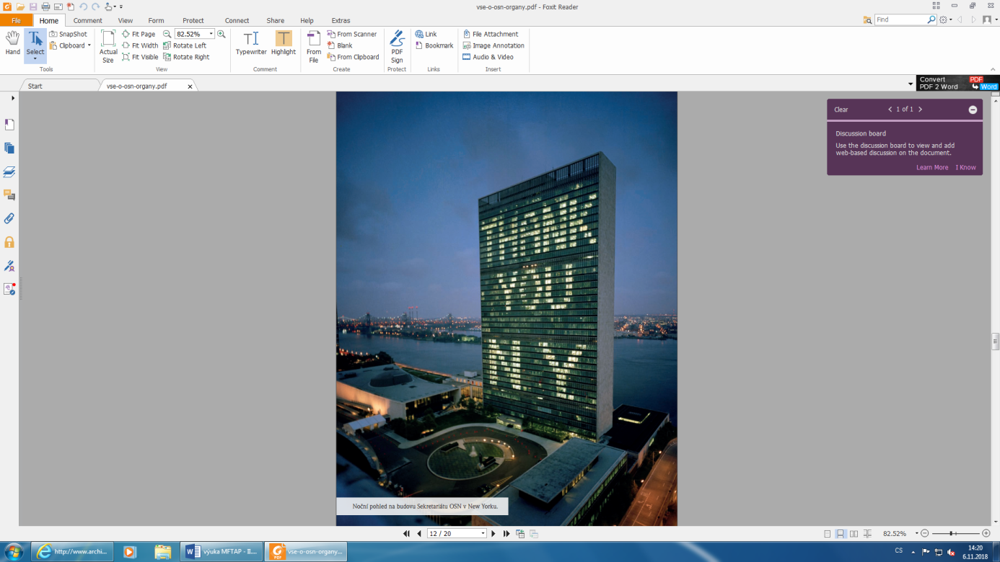 vse-o-osn-organy.pdf - Foxit Reader
File Home Comment View Form Protect Connect Share Help Extras
Find
Hand
Select
SnapShot
Clipboard
Tools
Actual Size
Fit Page
Fit Width
Fit Visible
82.52%
Rotate Left
Rotate Right
View
Typewriter
Highlight
Comment
From File
From Scanner
Blank
From Clipboard
Create
PDF Sign
Protect
Link
Bookmark
Links
File Attachment
Image Annotation
Audio & Video
Insert
Start
vse-o-osn-organy.pdf
Convert PDF
PDF 2 Word Word
Clear 1 of 1
Discussion board
Use the discussion board to view and add
web-based discussion on the document.
Learn More I Know
THANK
YOU
N Y
Noční pohled na budovu Sekretariátu OSN v New Yorku.
12 / 20
82.52%
http://www.archi...
výuka MFTAP - II....
vse-o-osn-organy...
CS
14:20
6.11.2018